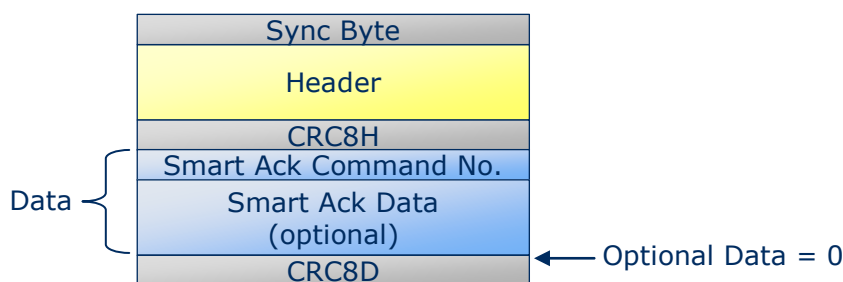 Sync Byte
Header
CRC8H
Smart Ack Command No.
Data
Smart Ack Data
(optional)
Optional Data = 0
CRC8D